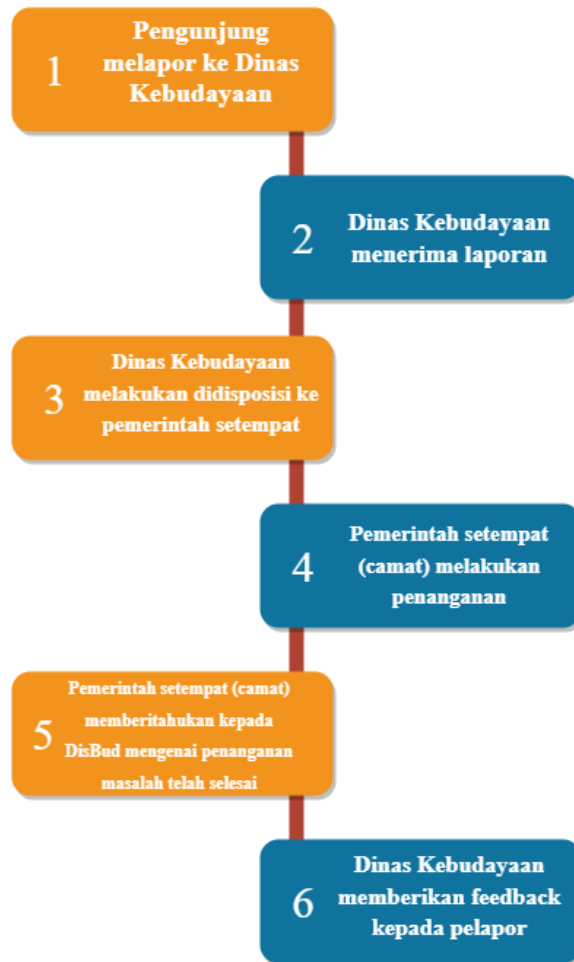 1
Pengunjung
melapor ke Dinas
Kebudayaan
2
Dinas Kebudayaan
menerima laporan
3
Dinas Kebudayaan
melakukan didisposisi ke
pemerintah setempat
4
Pemerintah setempat
(camat) melakukan
penanganan
5
Pemerintah setempat (camat)
memberitahukan kepada
DisBud mengenai penanganan
masalah telah selesai
6
Dinas Kebudayaan
memberikan feedback
kepada pelapor